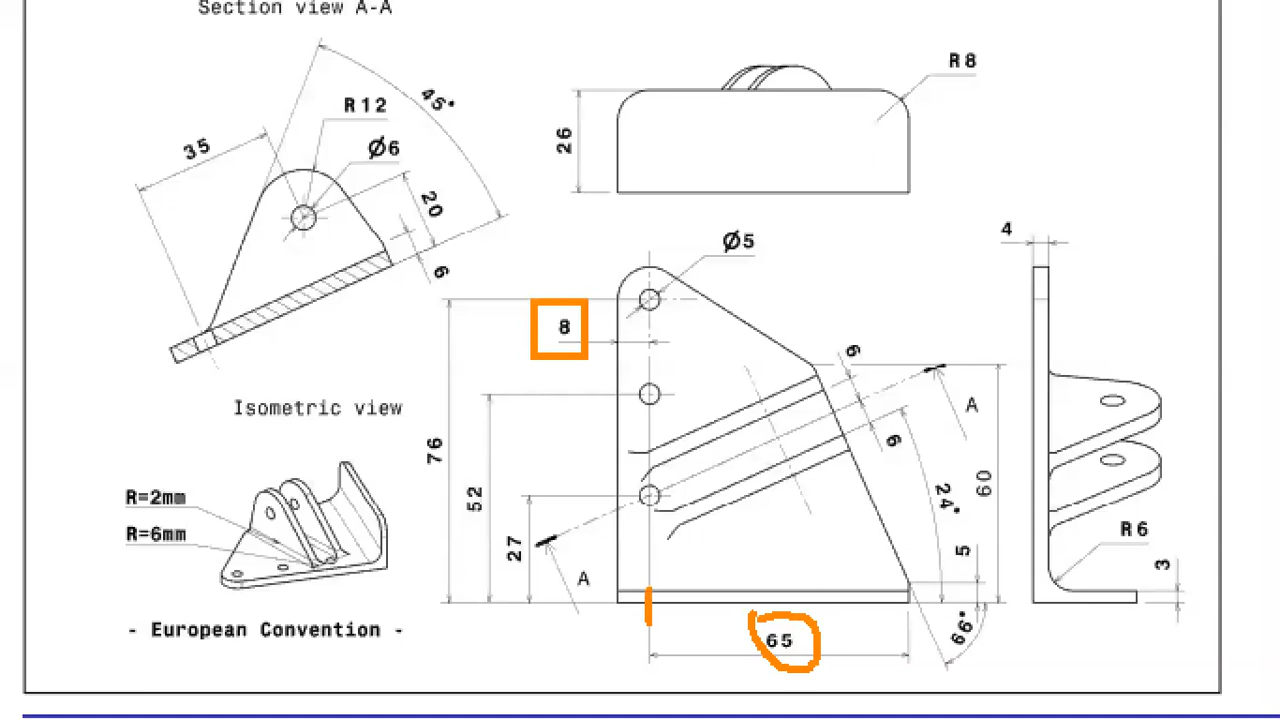 Section view A-A
45°
R12
35
Ø6
20
6
R8
26
Ø5
4
8
6
A
6
76
52
27
24°
60
5
R6
3
A
65
66°
Isometric view
R=2mm
R=6mm
- European Convention -